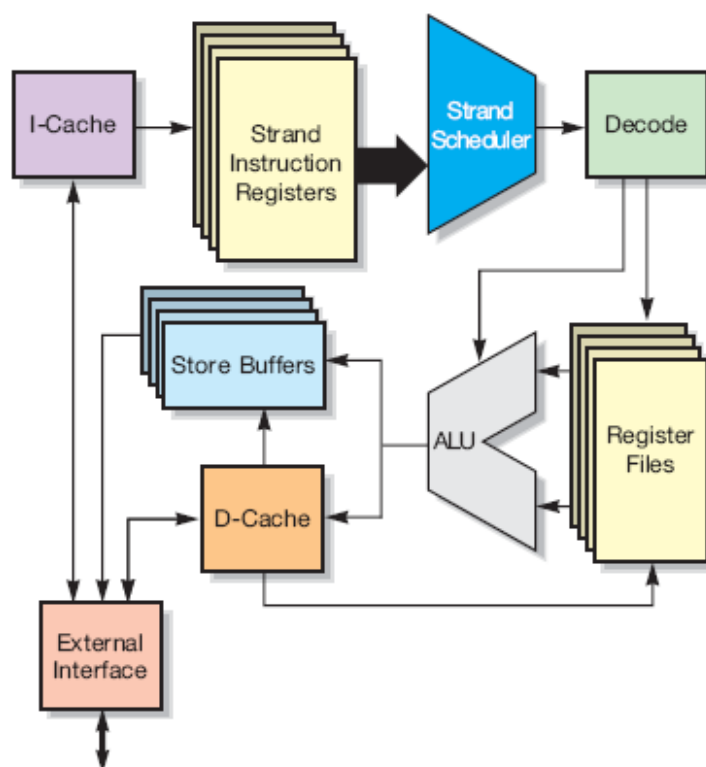 I-Cache
Strand
Instruction
Registers
Strand
Scheduler
Decode
Store Buffers
ALU
Register
Files
D-Cache
External
Interface